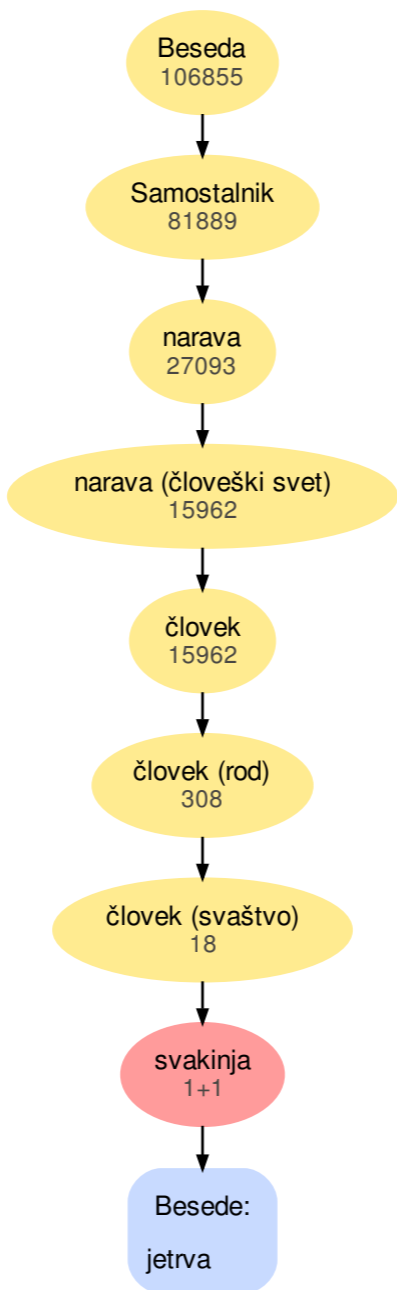 Beseda
106855
Samostalnik
81889
narava
27093
narava (človeški svet)
15962
človek
15962
človek (rod)
308
človek (svaštvo)
18
svakinja
1+1
Besede:
jetrva